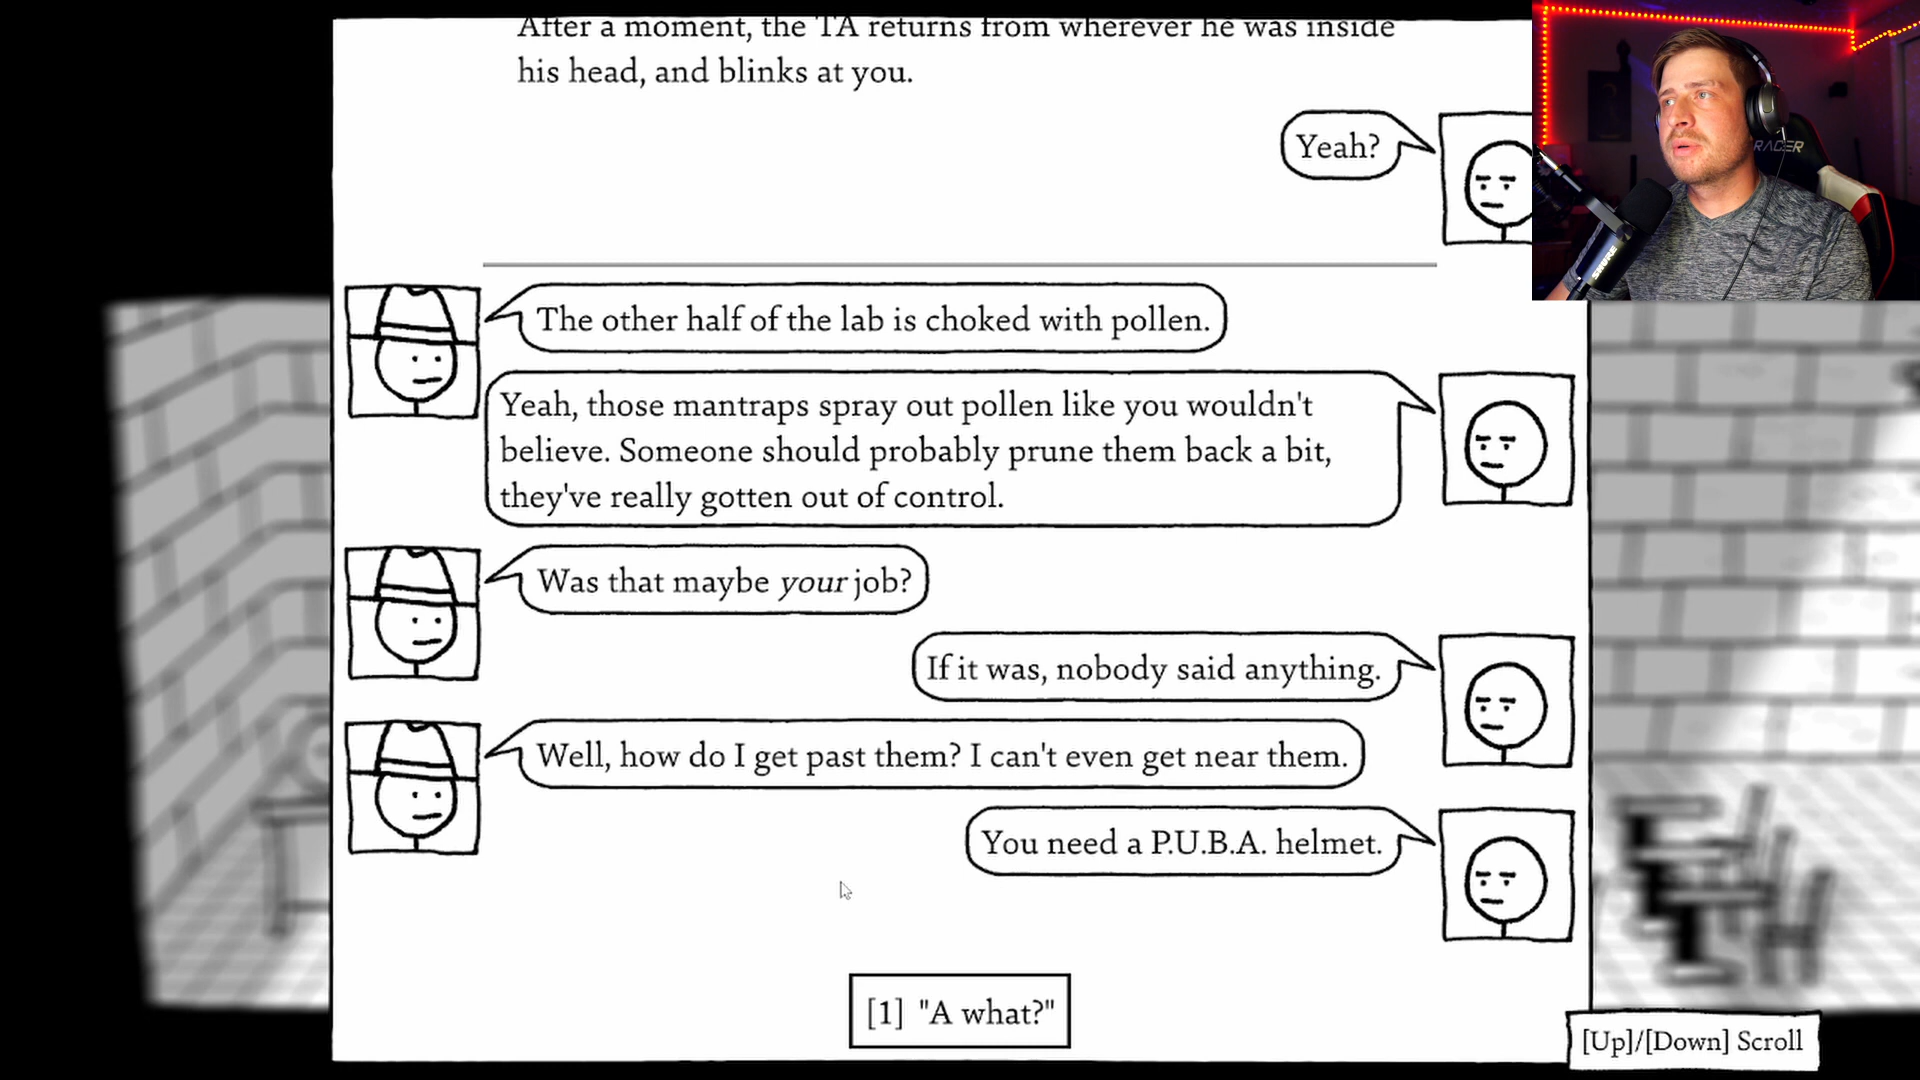 After a moment, the TA returns from wherever he was inside
his head, and blinks at you.
Yeah?
The other half of the lab is choked with pollen.
Yeah, those mantraps spray out pollen like you wouldn't
believe. Someone should probably prune them back a bit,
they've really gotten out of control.
Was that maybe your job?
If it was, nobody said anything.
Well, how do I get past them? I can't even get near them.
You need a P.U.B.A. helmet.
[1] "A what?"
[Up]/[Down] Scroll
RACER
SHURE